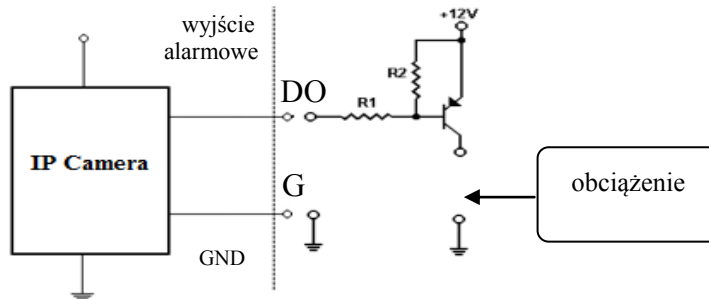 wyjście
alarmowe
+12V
R2
DO
R1
IP Camera
obciążenie
G
GND